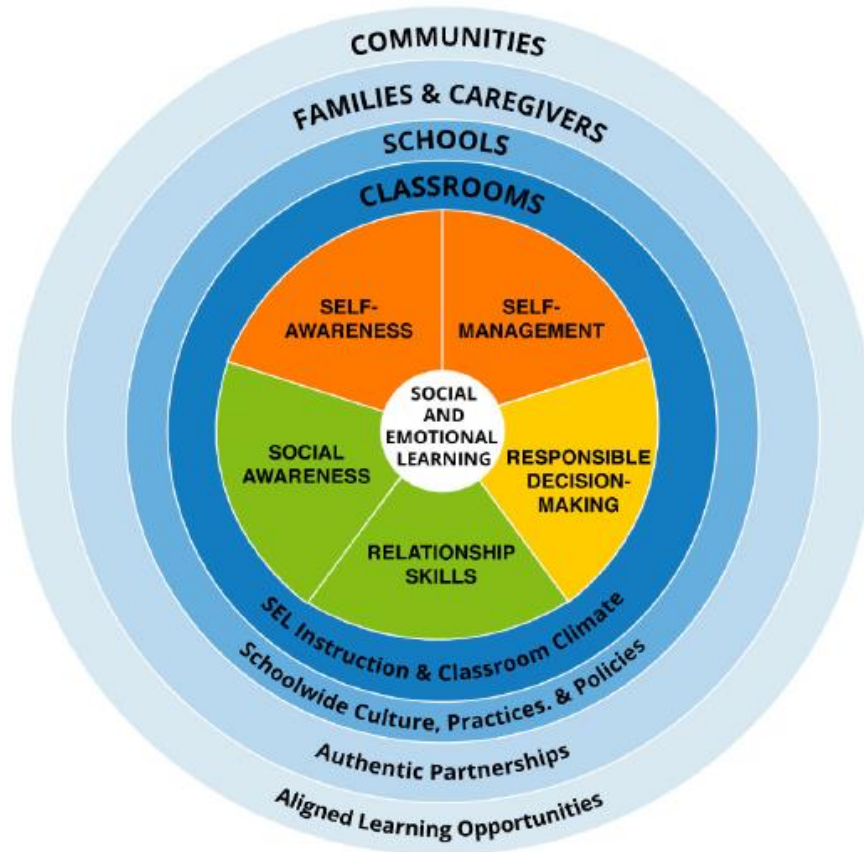 COMMUNITIES
FAMILIES & CAREGIVERS
SCHOOLS
CLASSROOMS
SELF-
AWARENESS
SELF-
MANAGEMENT
SOCIAL
AND
EMOTIONAL
LEARNING
SOCIAL
AWARENESS
RESPONSIBLE
DECISION-
MAKING
RELATIONSHIP
SKILLS
SEL Instruction & Classroom Climate
Schoolwide Culture, Practices. & Policies
Authentic Partnerships
Aligned Learning Opportunities